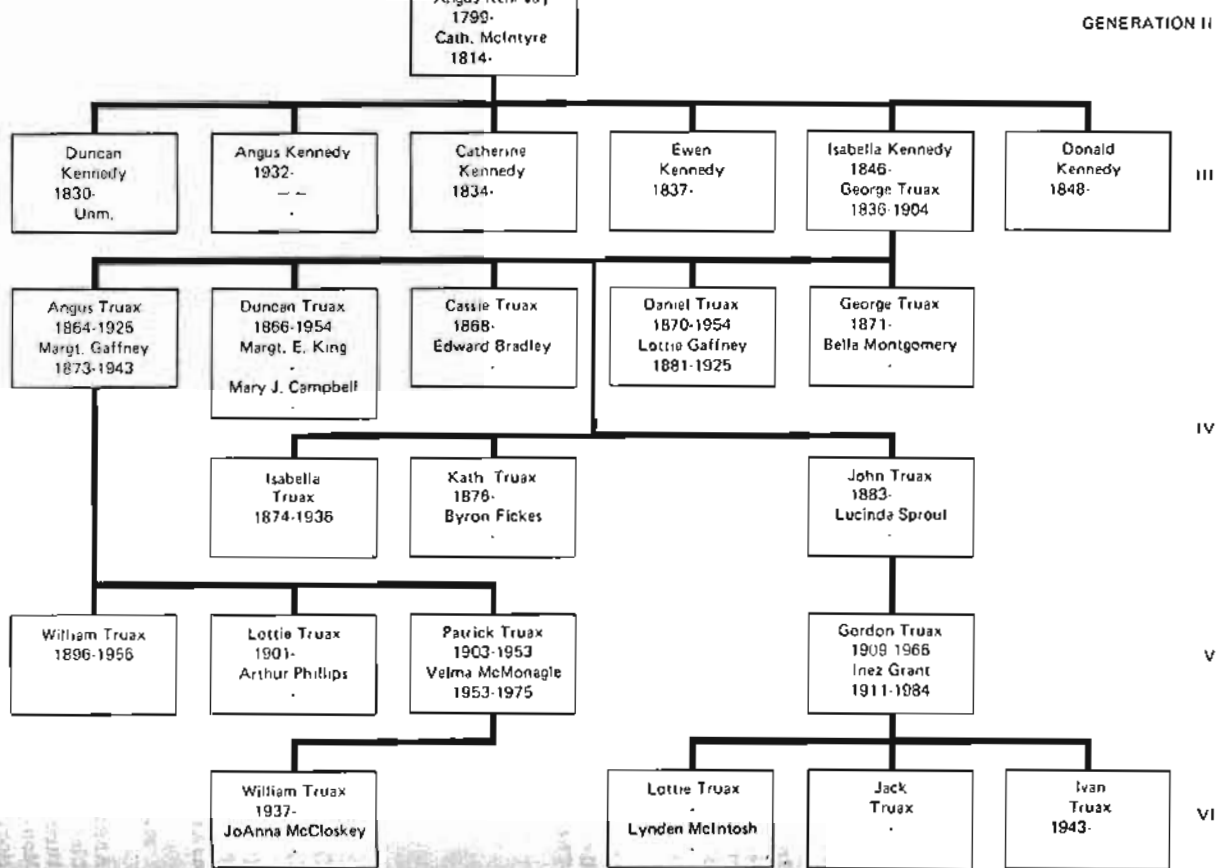 Angus Kennedy
1799-
Cath. McIntyre
1814-
GENERATION II
Duncan
Kennedy
1830-
Unm.
Angus Kennedy
1932-
— —
.
Catherine
Kennedy
1834-
Ewen
Kennedy
1837-
Isabella Kennedy
1846-
George Truax
1836-1904
Donald
Kennedy
1848-
III
Angus Truax
1864-1925
Margt. Gaffney
1873-1943
Duncan Truax
1866-1954
Margt. E. King
.
Mary J. Campbell
.
Cassie Truax
1868-
Edward Bradley
.
Daniel Truax
1870-1954
Lottie Gaffney
1881-1925
George Truax
1871-
Bella Montgomery
.
IV
Isabella
Truax
1874-1936
Kath Truax
1876-
Byron Fickes
.
John Truax
1883-
Lucinda Sproul
.
William Truax
1896-1956
Lottie Truax
1901-
Arthur Phillips
.
Patrick Truax
1903-1953
Velma McMonagle
1953-1975
Gordon Truax
1909 1966
Inez Grant
1911-1984
V
William Truax
1937-
JoAnna McCloskey
.
Lottie Truax
.
Lynden McIntosh
.
Jack
Truax
.
Ivan
Truax
1943-
VI